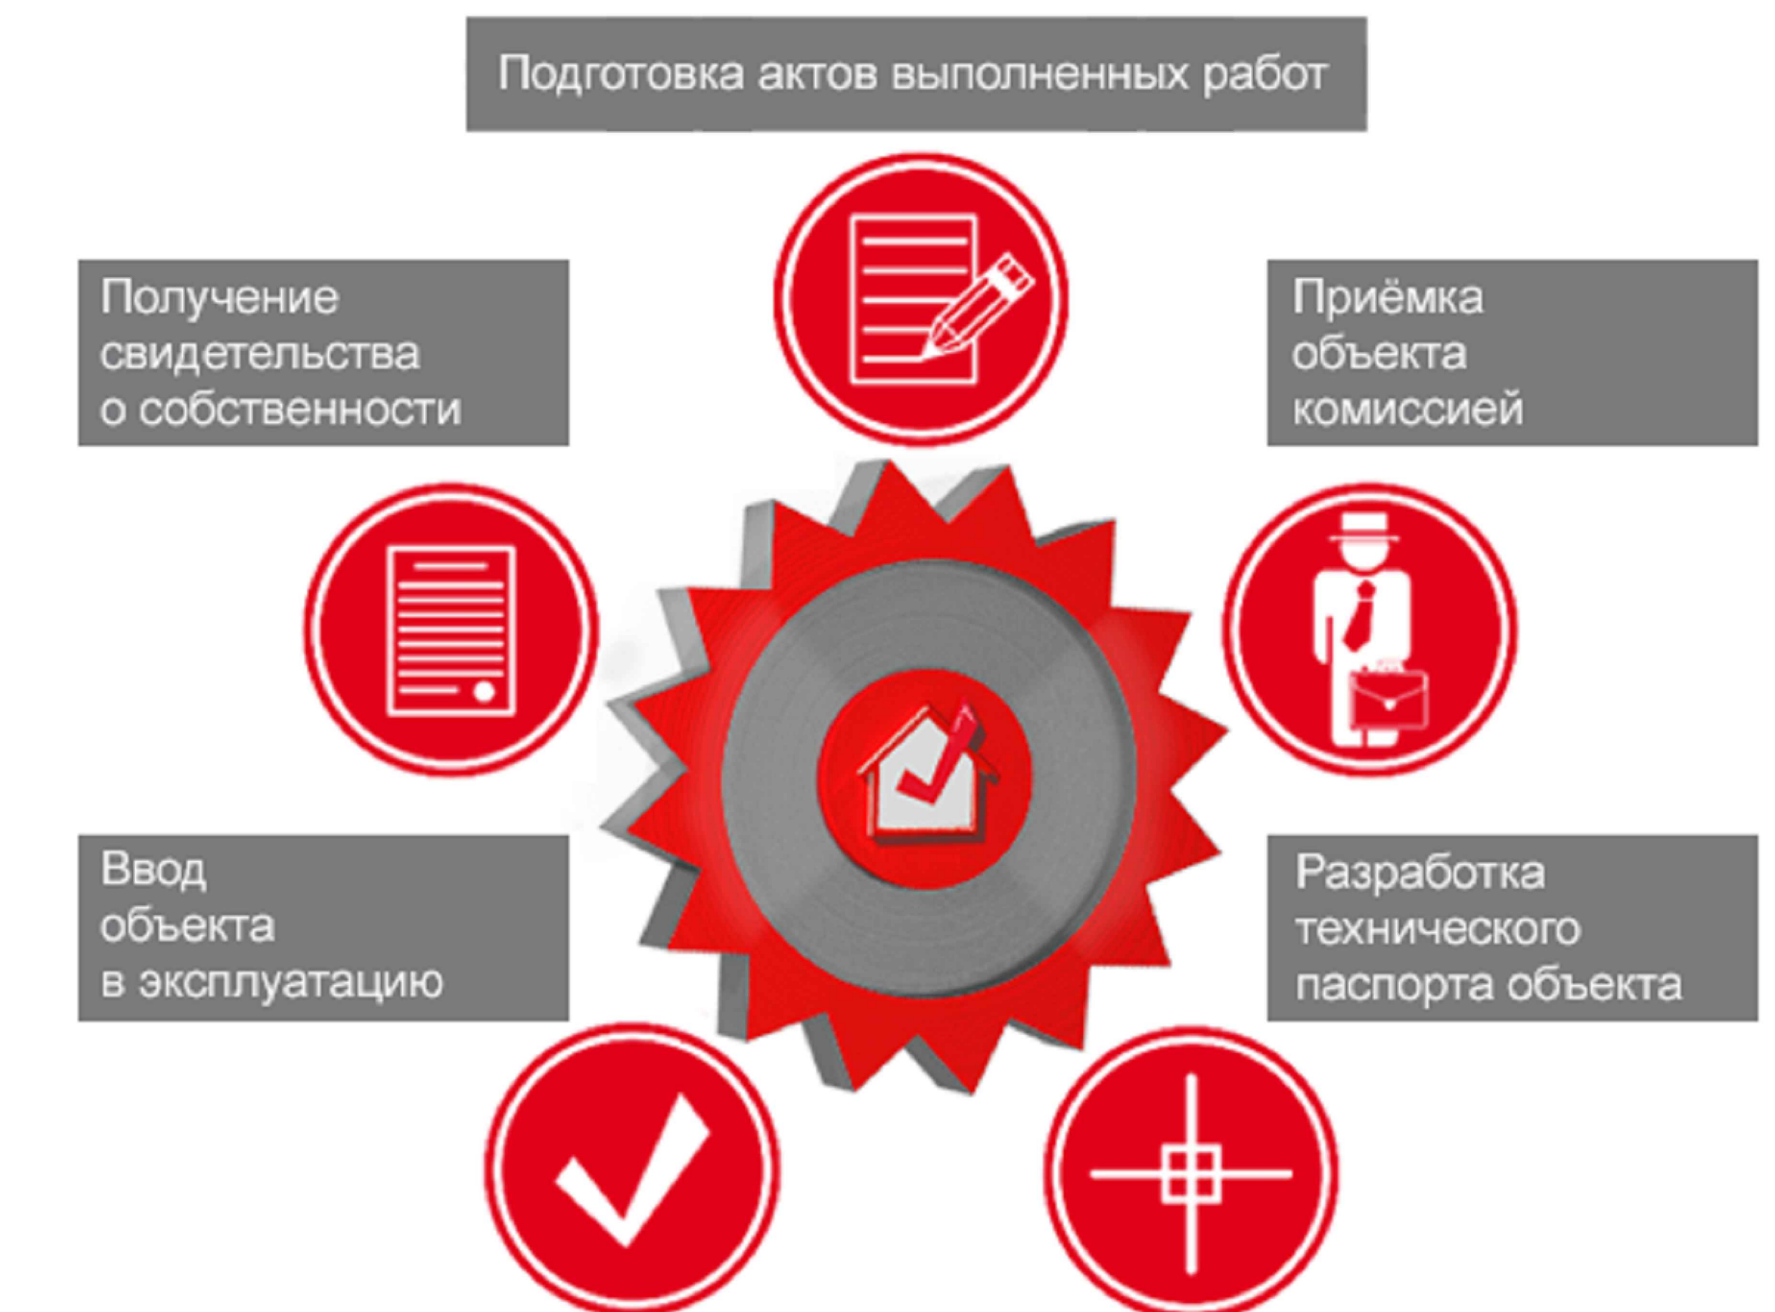 Подготовка актов выполненных работ
Получение
свидетельства
о собственности
Приёмка
объекта
комиссией
Ввод
объекта
в эксплуатацию
Разработка
технического
паспорта объекта